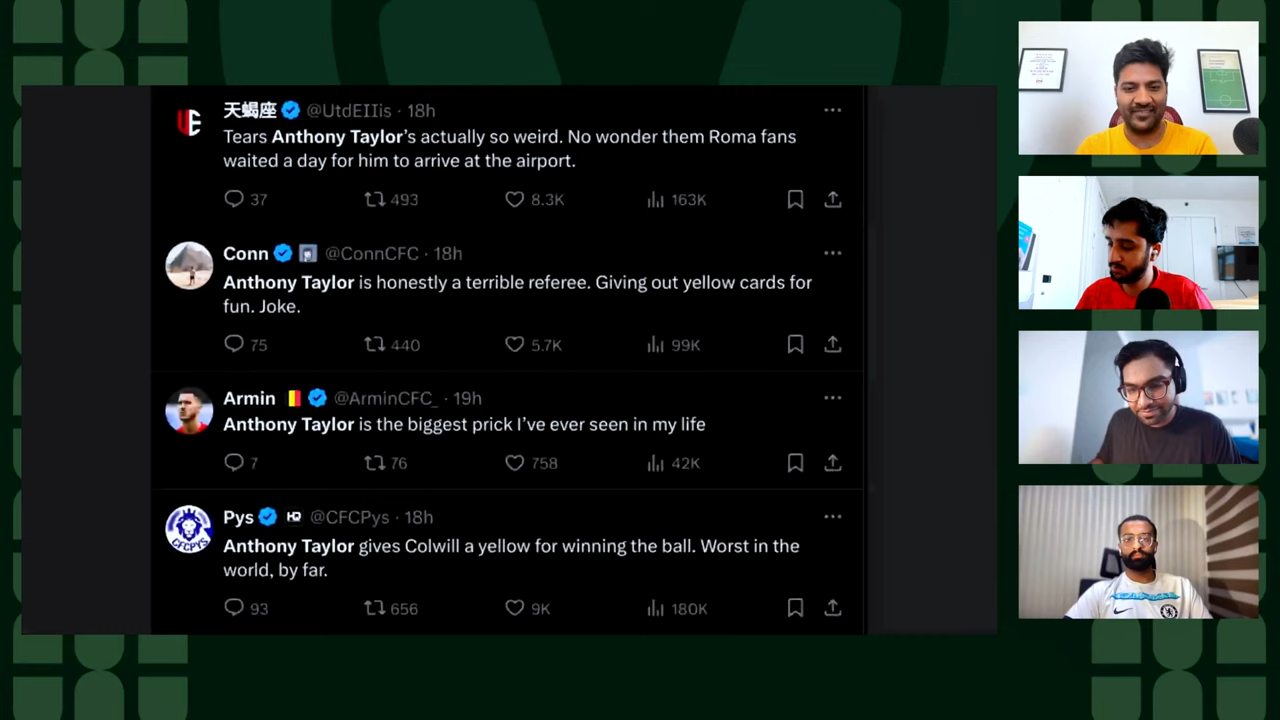 天蝎座 @UtdEIIis · 18h
Tears Anthony Taylor's actually so weird. No wonder them Roma fans
waited a day for him to arrive at the airport.
37 493 8.3K 163K
Conn @ConnCFC · 18h
Anthony Taylor is honestly a terrible referee. Giving out yellow cards for
fun. Joke.
75 440 5.7K 99K
Armin @ArminCFC_ · 19h
Anthony Taylor is the biggest prick I've ever seen in my life
7 76 758 42K
Pys HQ @CFCPys · 18h
Anthony Taylor gives Colwill a yellow for winning the ball. Worst in the
world, by far.
93 656 9K 180K
CFCPYS